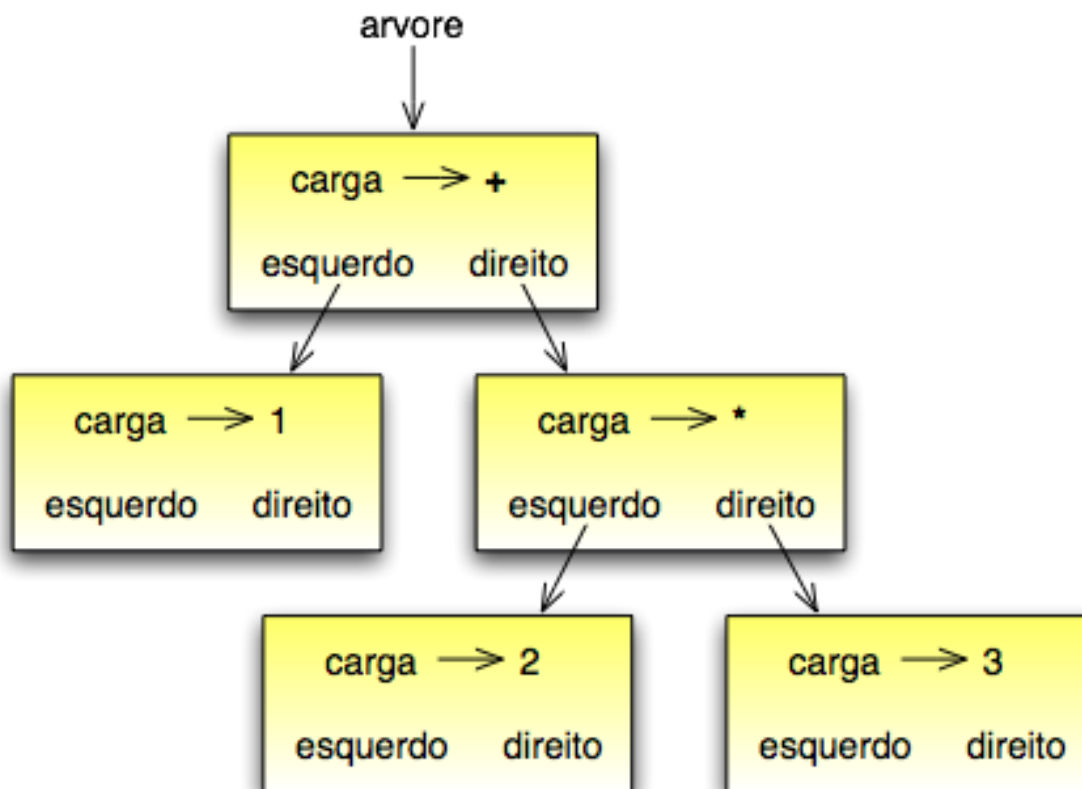 arvore
carga +
esquerdo direito
carga 1
esquerdo direito
carga *
esquerdo direito
carga 2
esquerdo direito
carga 3
esquerdo direito